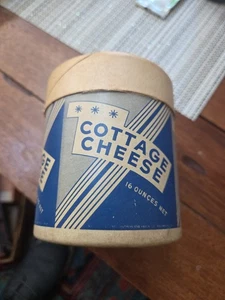 * * *
COTTAGE
CHEESE
16 OUNCES NET